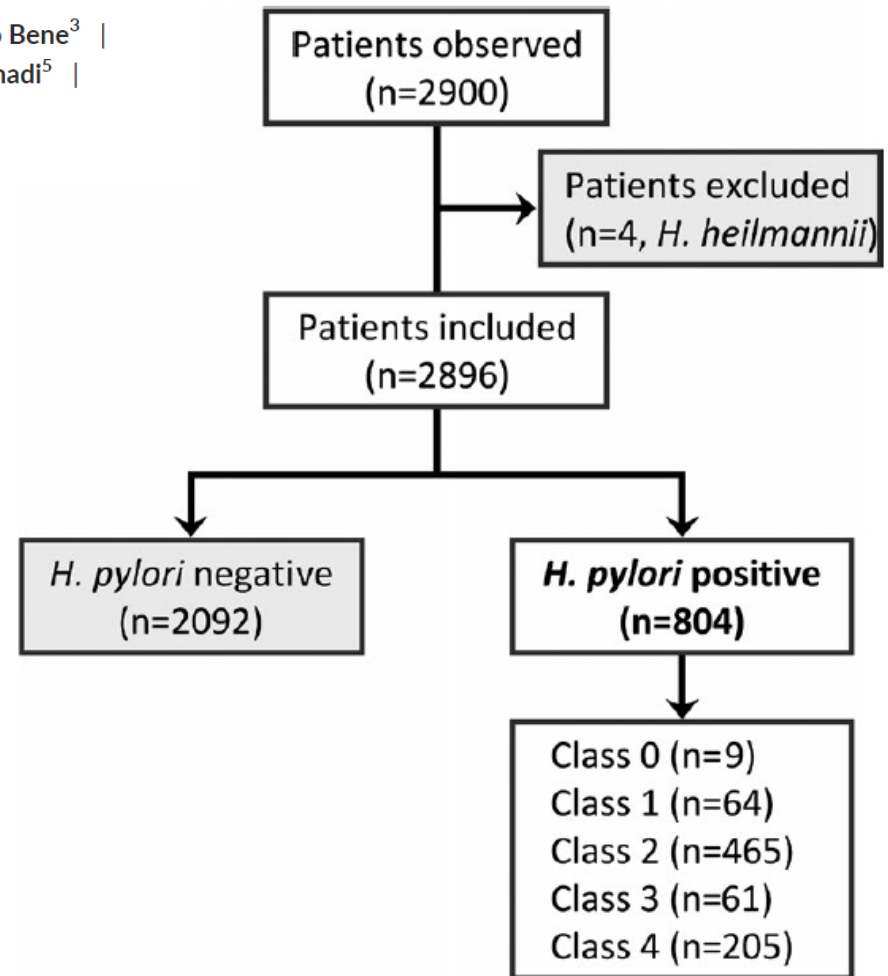 Bene³ |
nadi⁵ |
Patients observed
(n=2900)
Patients excluded
(n=4, H. heilmannii)
Patients included
(n=2896)
H. pylori negative
(n=2092)
H. pylori positive
(n=804)
Class 0 (n=9)
Class 1 (n=64)
Class 2 (n=465)
Class 3 (n=61)
Class 4 (n=205)